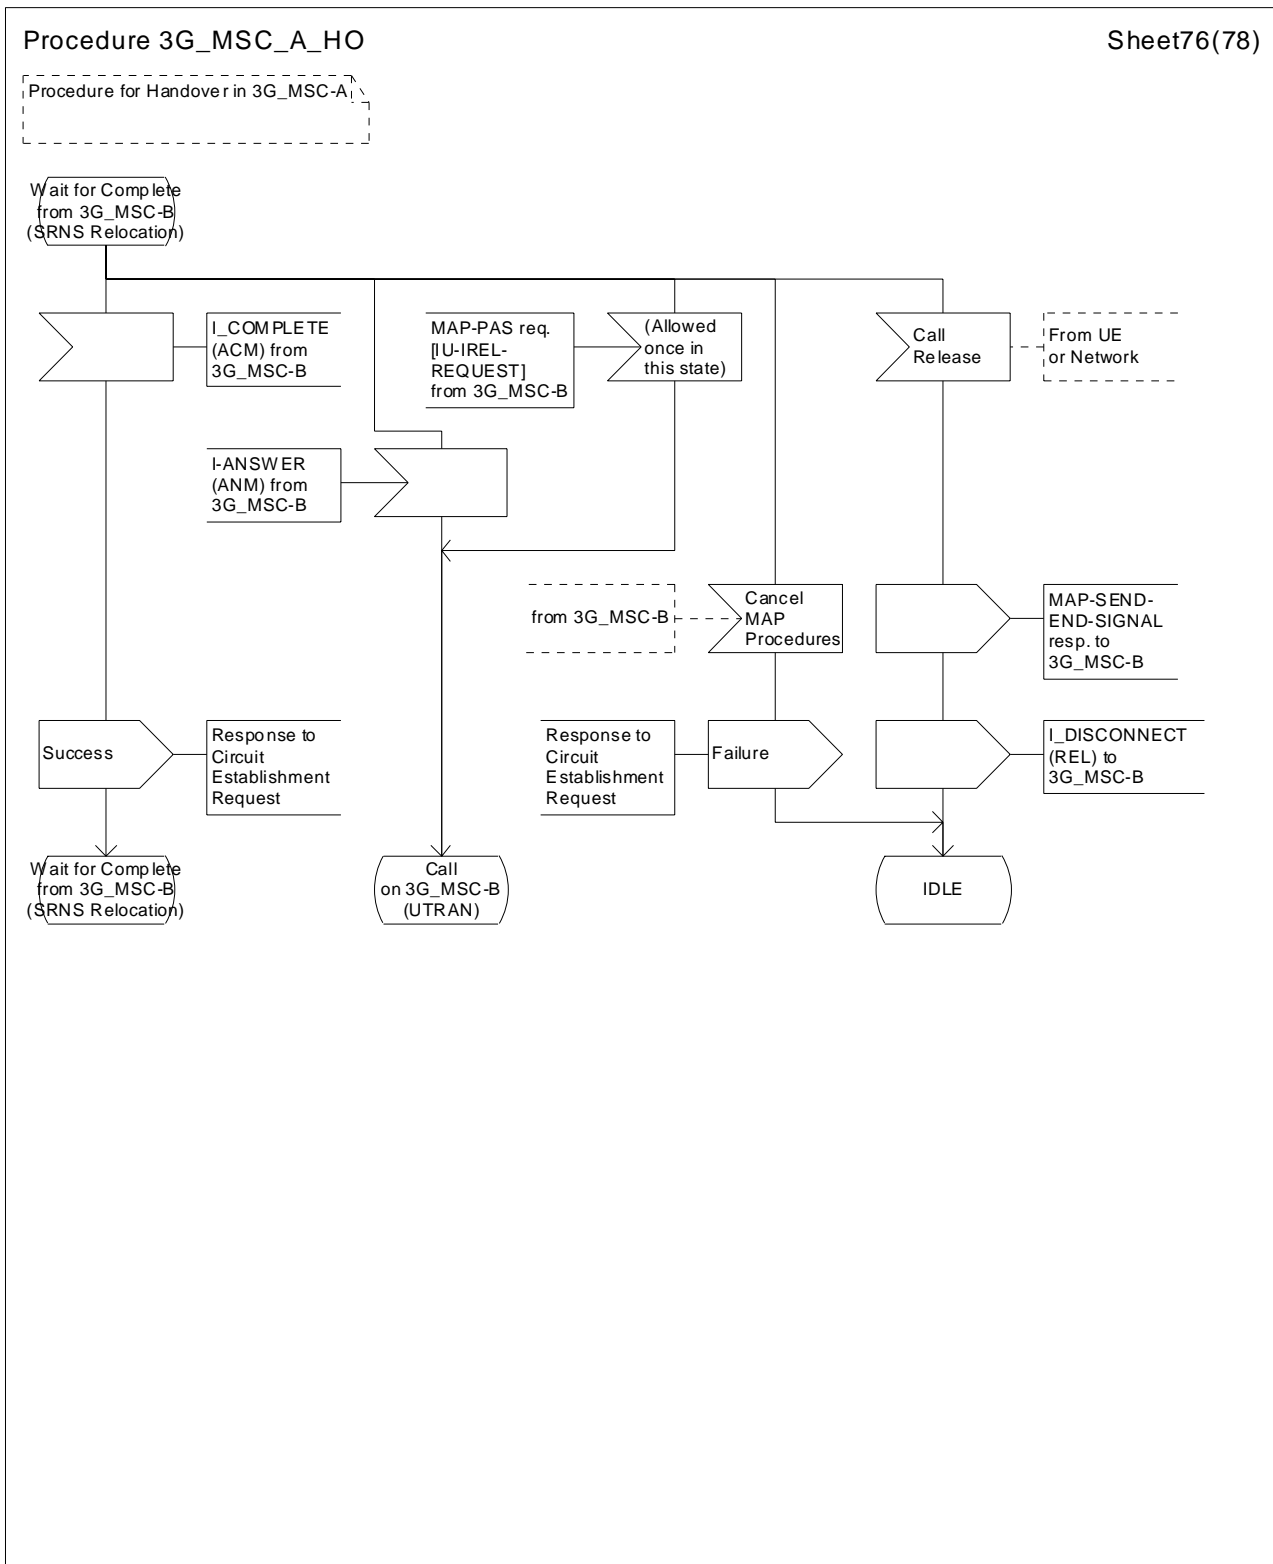 Procedure 3G_MSC_A_HO
Sheet76(78)
Procedure for Handover in 3G_MSC-A
Wait for Complete
from 3G_MSC-B
(SRNS Relocation)
I_COMPLETE
(ACM) from
3G_MSC-B
MAP-PAS req.
[IU-IREL-
REQUEST]
from 3G_MSC-B
(Allowed
once in
this state)
Call
Release
From UE
or Network
I-ANSWER
(ANM) from
3G_MSC-B
from 3G_MSC-B
Cancel
MAP
Procedures
MAP-SEND-
END-SIGNAL
resp. to
3G_MSC-B
Success
Response to
Circuit
Establishment
Request
Response to
Circuit
Establishment
Request
Failure
I_DISCONNECT
(REL) to
3G_MSC-B
Wait for Complete
from 3G_MSC-B
(SRNS Relocation)
Call
on 3G_MSC-B
(UTRAN)
IDLE